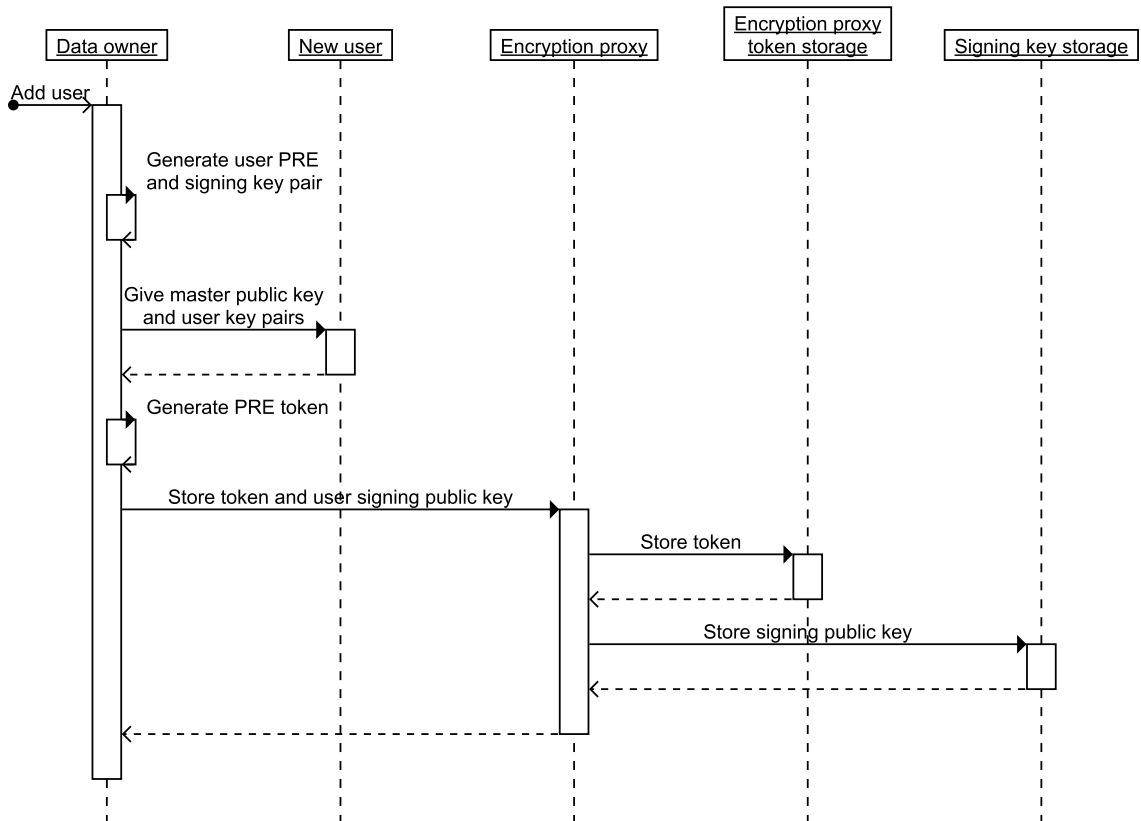 Data owner
New user
Encryption proxy
Encryption proxy
token storage
Signing key storage
Add user
Generate user PRE
and signing key pair
Give master public key
and user key pairs
Generate PRE token
Store token and user signing public key
Store token
Store signing public key